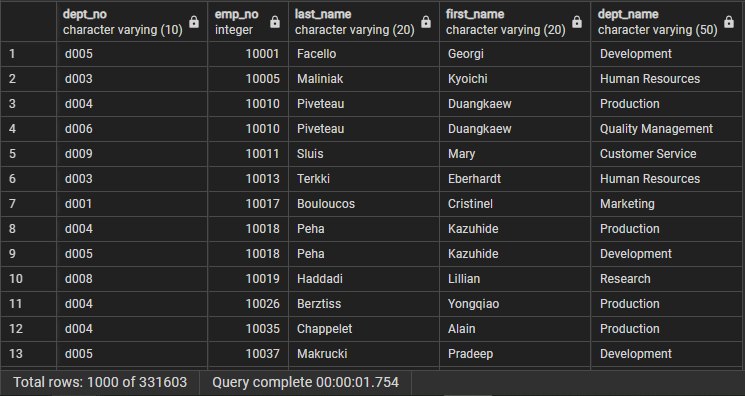 dept_no emp_no last_name first_name dept_name
character varying (10) integer character varying (20) character varying (20) character varying (50)
1 d005 10001 Facello Georgi Development
2 d003 10005 Maliniak Kyoichi Human Resources
3 d004 10010 Piveteau Duangkaew Production
4 d006 10010 Piveteau Duangkaew Quality Management
5 d009 10011 Sluis Mary Customer Service
6 d003 10013 Terkki Eberhardt Human Resources
7 d001 10017 Bouloucos Cristinel Marketing
8 d004 10018 Peha Kazuhide Production
9 d005 10018 Peha Kazuhide Development
10 d008 10019 Haddadi Lillian Research
11 d004 10026 Berztiss Yongqiao Production
12 d004 10035 Chappelet Alain Production
13 d005 10037 Makrucki Pradeep Development
Total rows: 1000 of 331603 Query complete 00:00:01.754